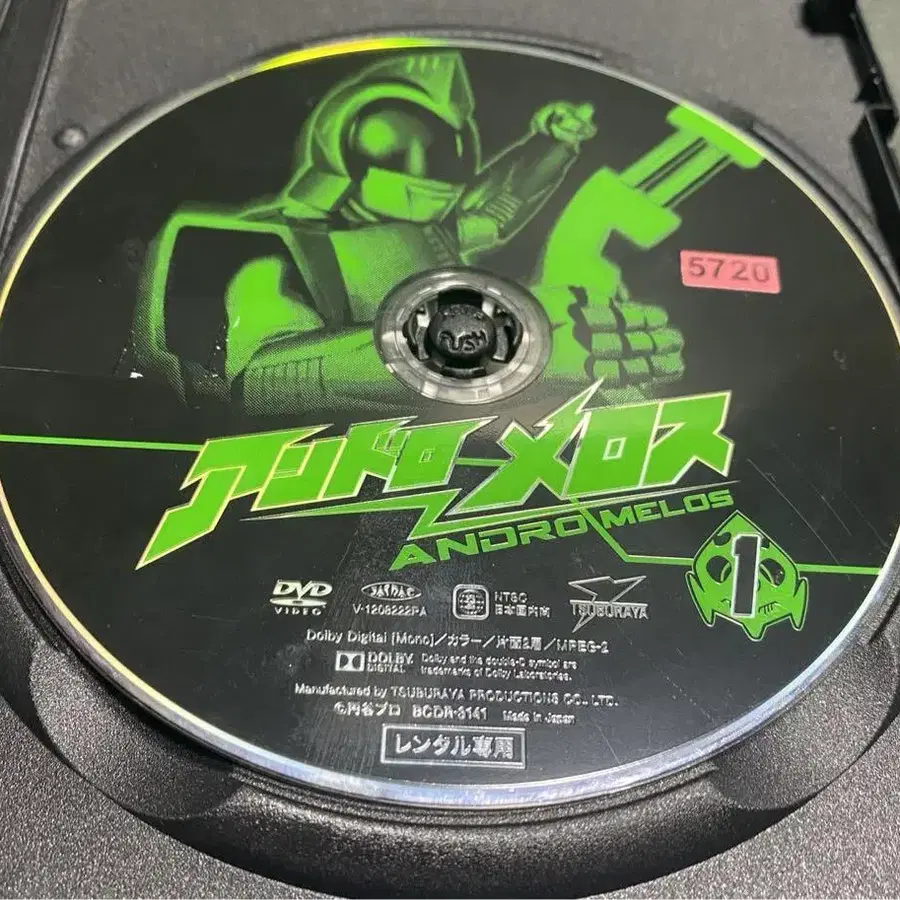 5720
PUSH
アンドロメロス
ANDRO MELOS
1
DVD
VIDEO
V-1208222PA
NTSC
日本国内向
TSUBURAYA
Dolby Digital [Mono]/カラー/片面2層/MPEG-2
DOLBY
DIGITAL
Dolby and the double-D symbol are
trademarks of Dolby Laboratories.
Manufactured by TSUBURAYA PRODUCTIONS CO., LTD.
©円谷プロ BCDR-3141 Made in Japan
レンタル専用